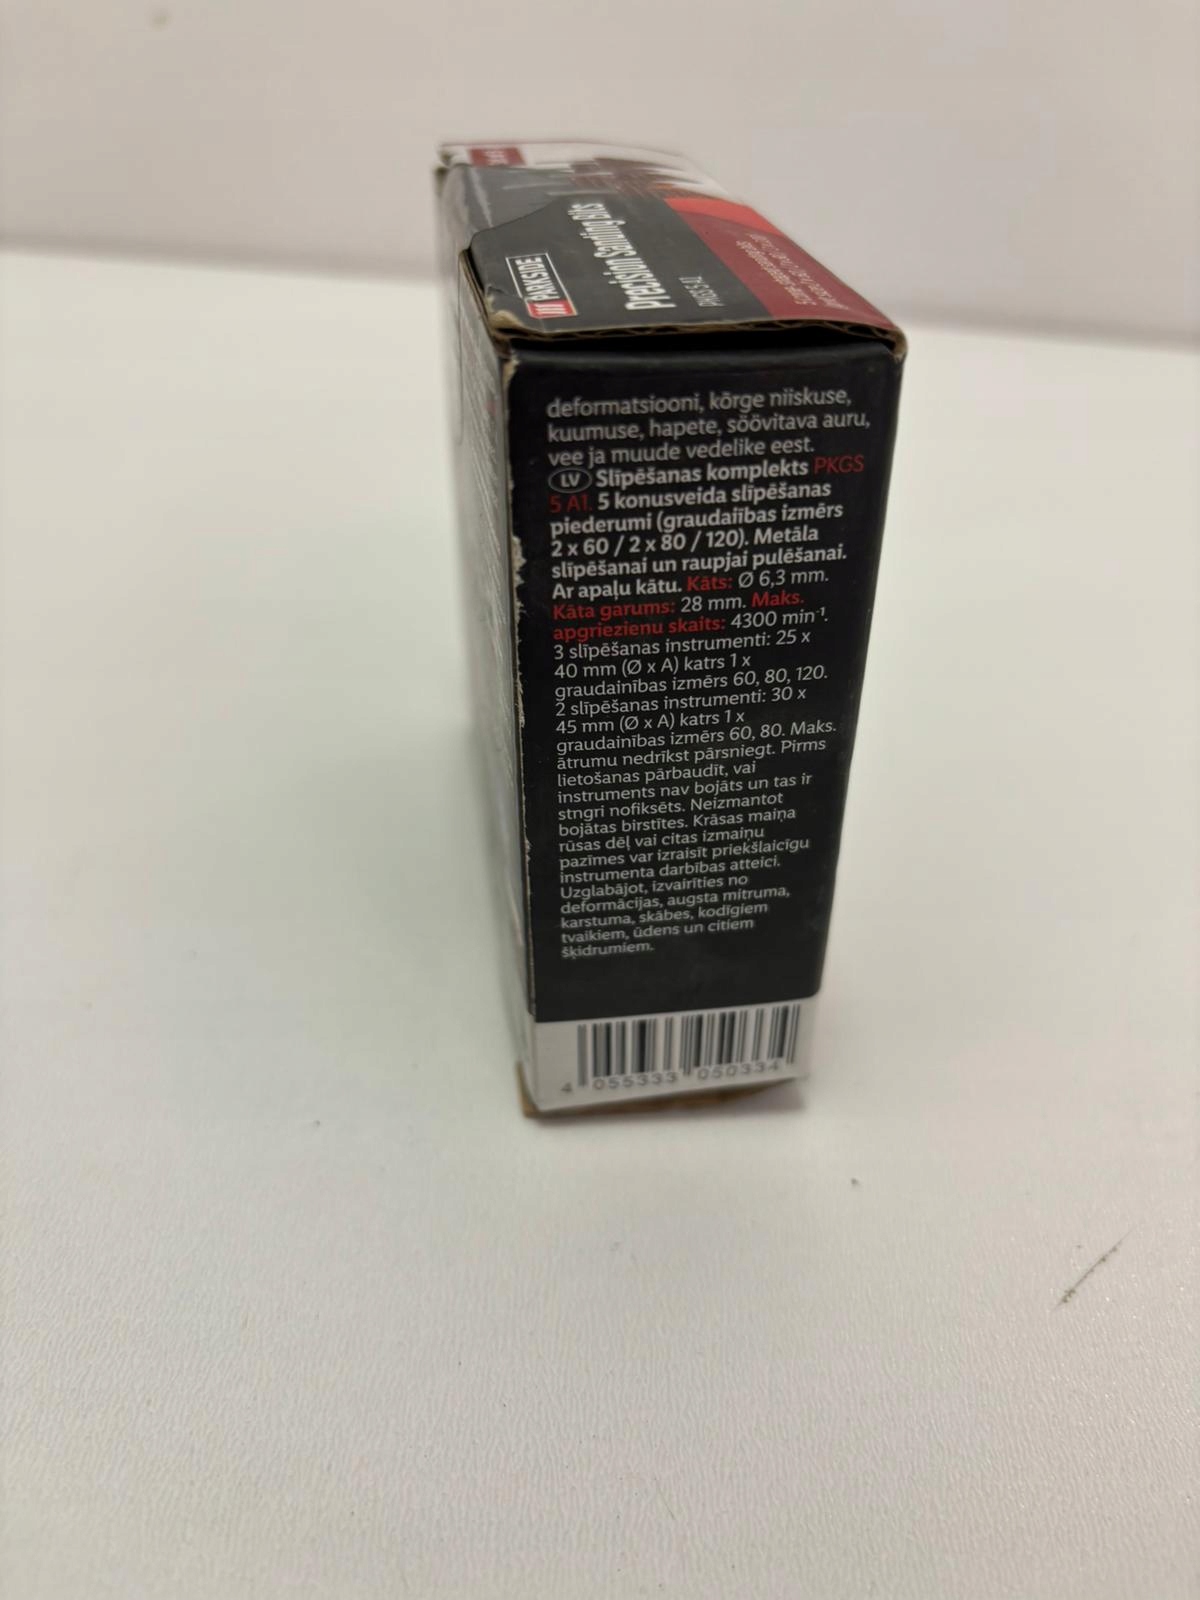 PARKSIDE
Precision Sanding Bits
deformatsiooni, kõrge niiskuse,
kuumuse, hapete, söövitava auru,
vee ja muude vedelike eest.
LV Slīpēšanas komplekts PKGS
5 A1. 5 konusveida slīpēšanas
piederumi (graudaiības izmērs
2 x 60 / 2 x 80 / 120). Metāla
slīpēšanai un raupjai pulēšanai.
Ar apaļu kātu. Kāts: Ø 6,3 mm.
Kāta garums: 28 mm. Maks.
apgriezienu skaits: 4300 min⁻¹.
3 slīpēšanas instrumenti: 25 x
40 mm (Ø x A) katrs 1 x
graudainības izmērs 60, 80, 120.
2 slīpēšanas instrumenti: 30 x
45 mm (Ø x A) katrs 1 x
graudainības izmērs 60, 80. Maks.
ātrumu nedrīkst pārsniegt. Pirms
lietošanas pārbaudīt, vai
instruments nav bojāts un tas ir
stngri nofiksēts. Neizmantot
bojātas birstītes. Krāsas maiņa
rūsas dēļ vai citas izmaiņu
pazīmes var izraisīt priekšlaicīgu
instrumenta darbības atteici.
Uzglabājot, izvairīties no
deformācijas, augsta mitruma,
karstuma, skābes, kodīgiem
tvaikiem, ūdens un citiem
šķidrumiem.
4 055333 050334